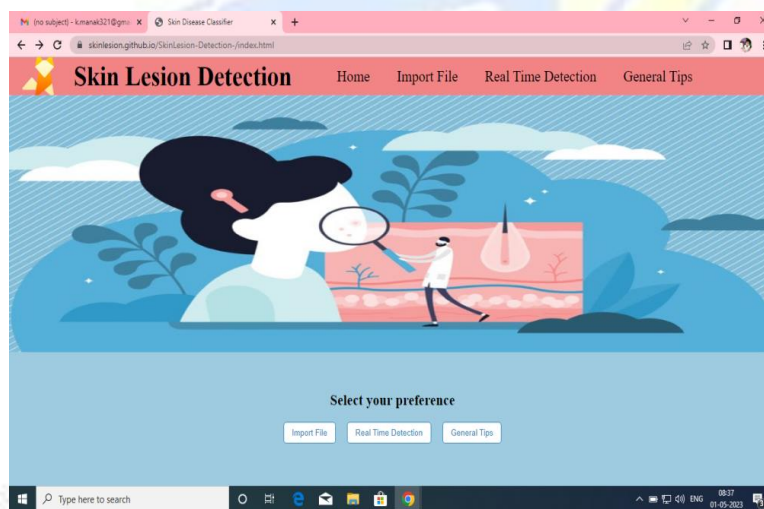 (no subject) - k.manak321@gma
Skin Disease Classifier
skinlesion.github.io/SkinLesion-Detection-/index.html
Skin Lesion Detection Home Import File Real Time Detection General Tips
Select your preference
Import File Real Time Detection General Tips
Type here to search
ENG
08:37
01-05-2023